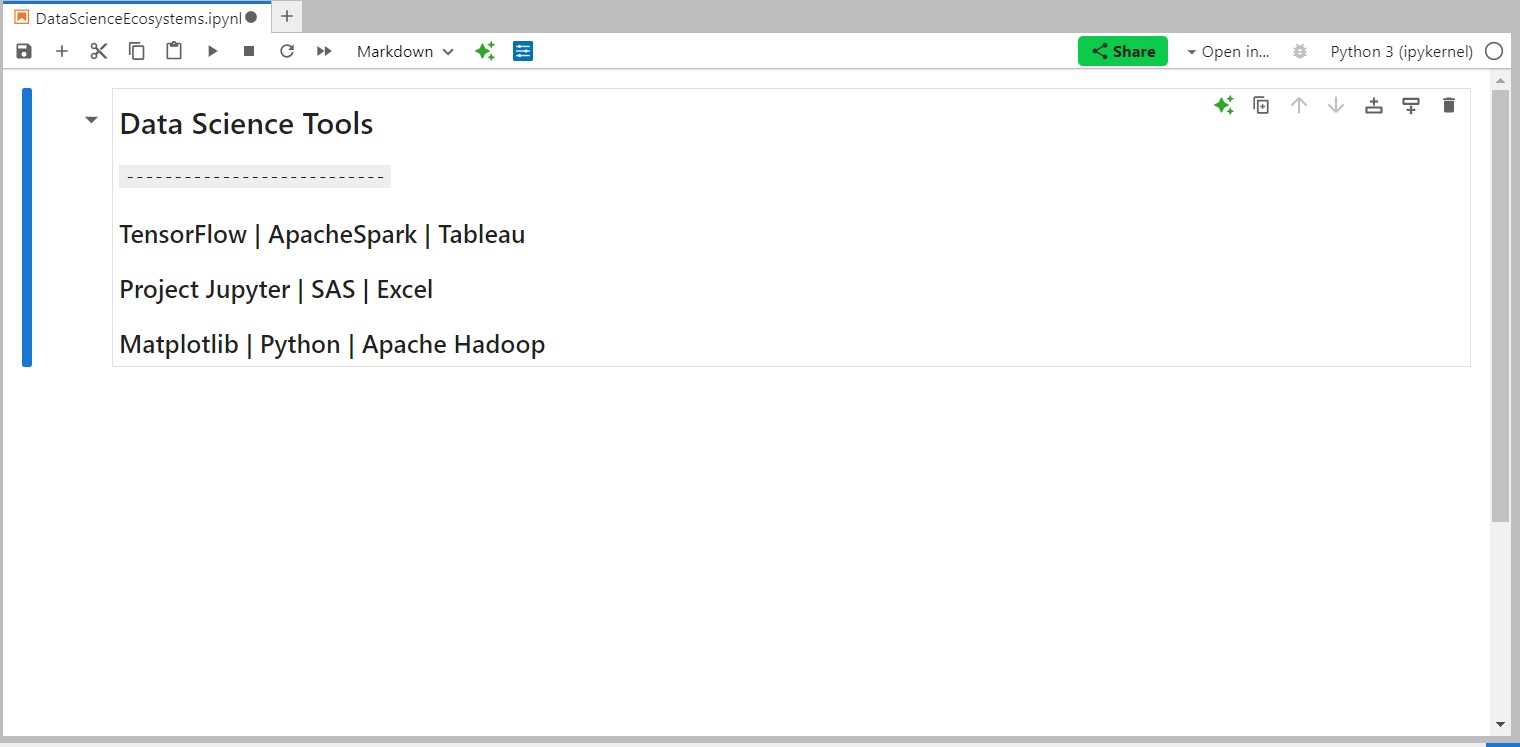 DataScienceEcosystems.ipynl
Markdown
Share
Open in...
Python 3 (ipykernel)
Data Science Tools
---------------------------
TensorFlow | ApacheSpark | Tableau
Project Jupyter | SAS | Excel
Matplotlib | Python | Apache Hadoop